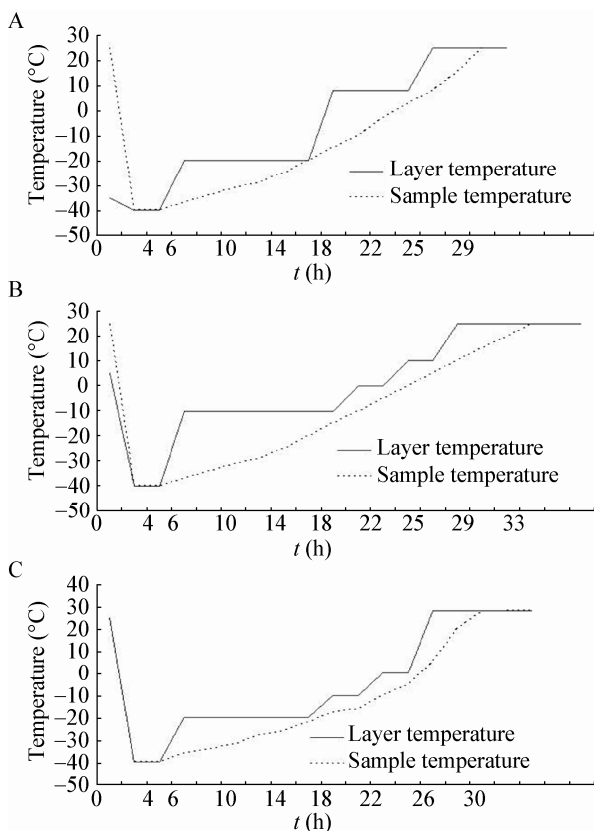 A
Temperature (°C)
30
20
10
0
−10
−20
−30
−40
−50
Layer temperature
Sample temperature
0 4 6 10 14 18 22 25 29
t (h)
B
Temperature (°C)
30
20
10
0
−10
−20
−30
−40
−50
Layer temperature
Sample temperature
0 4 6 10 14 18 22 25 29 33
t (h)
C
Temperature (°C)
40
30
20
10
0
−10
−20
−30
−40
−50
Layer temperature
Sample temperature
0 4 6 10 14 18 22 26 30
t (h)